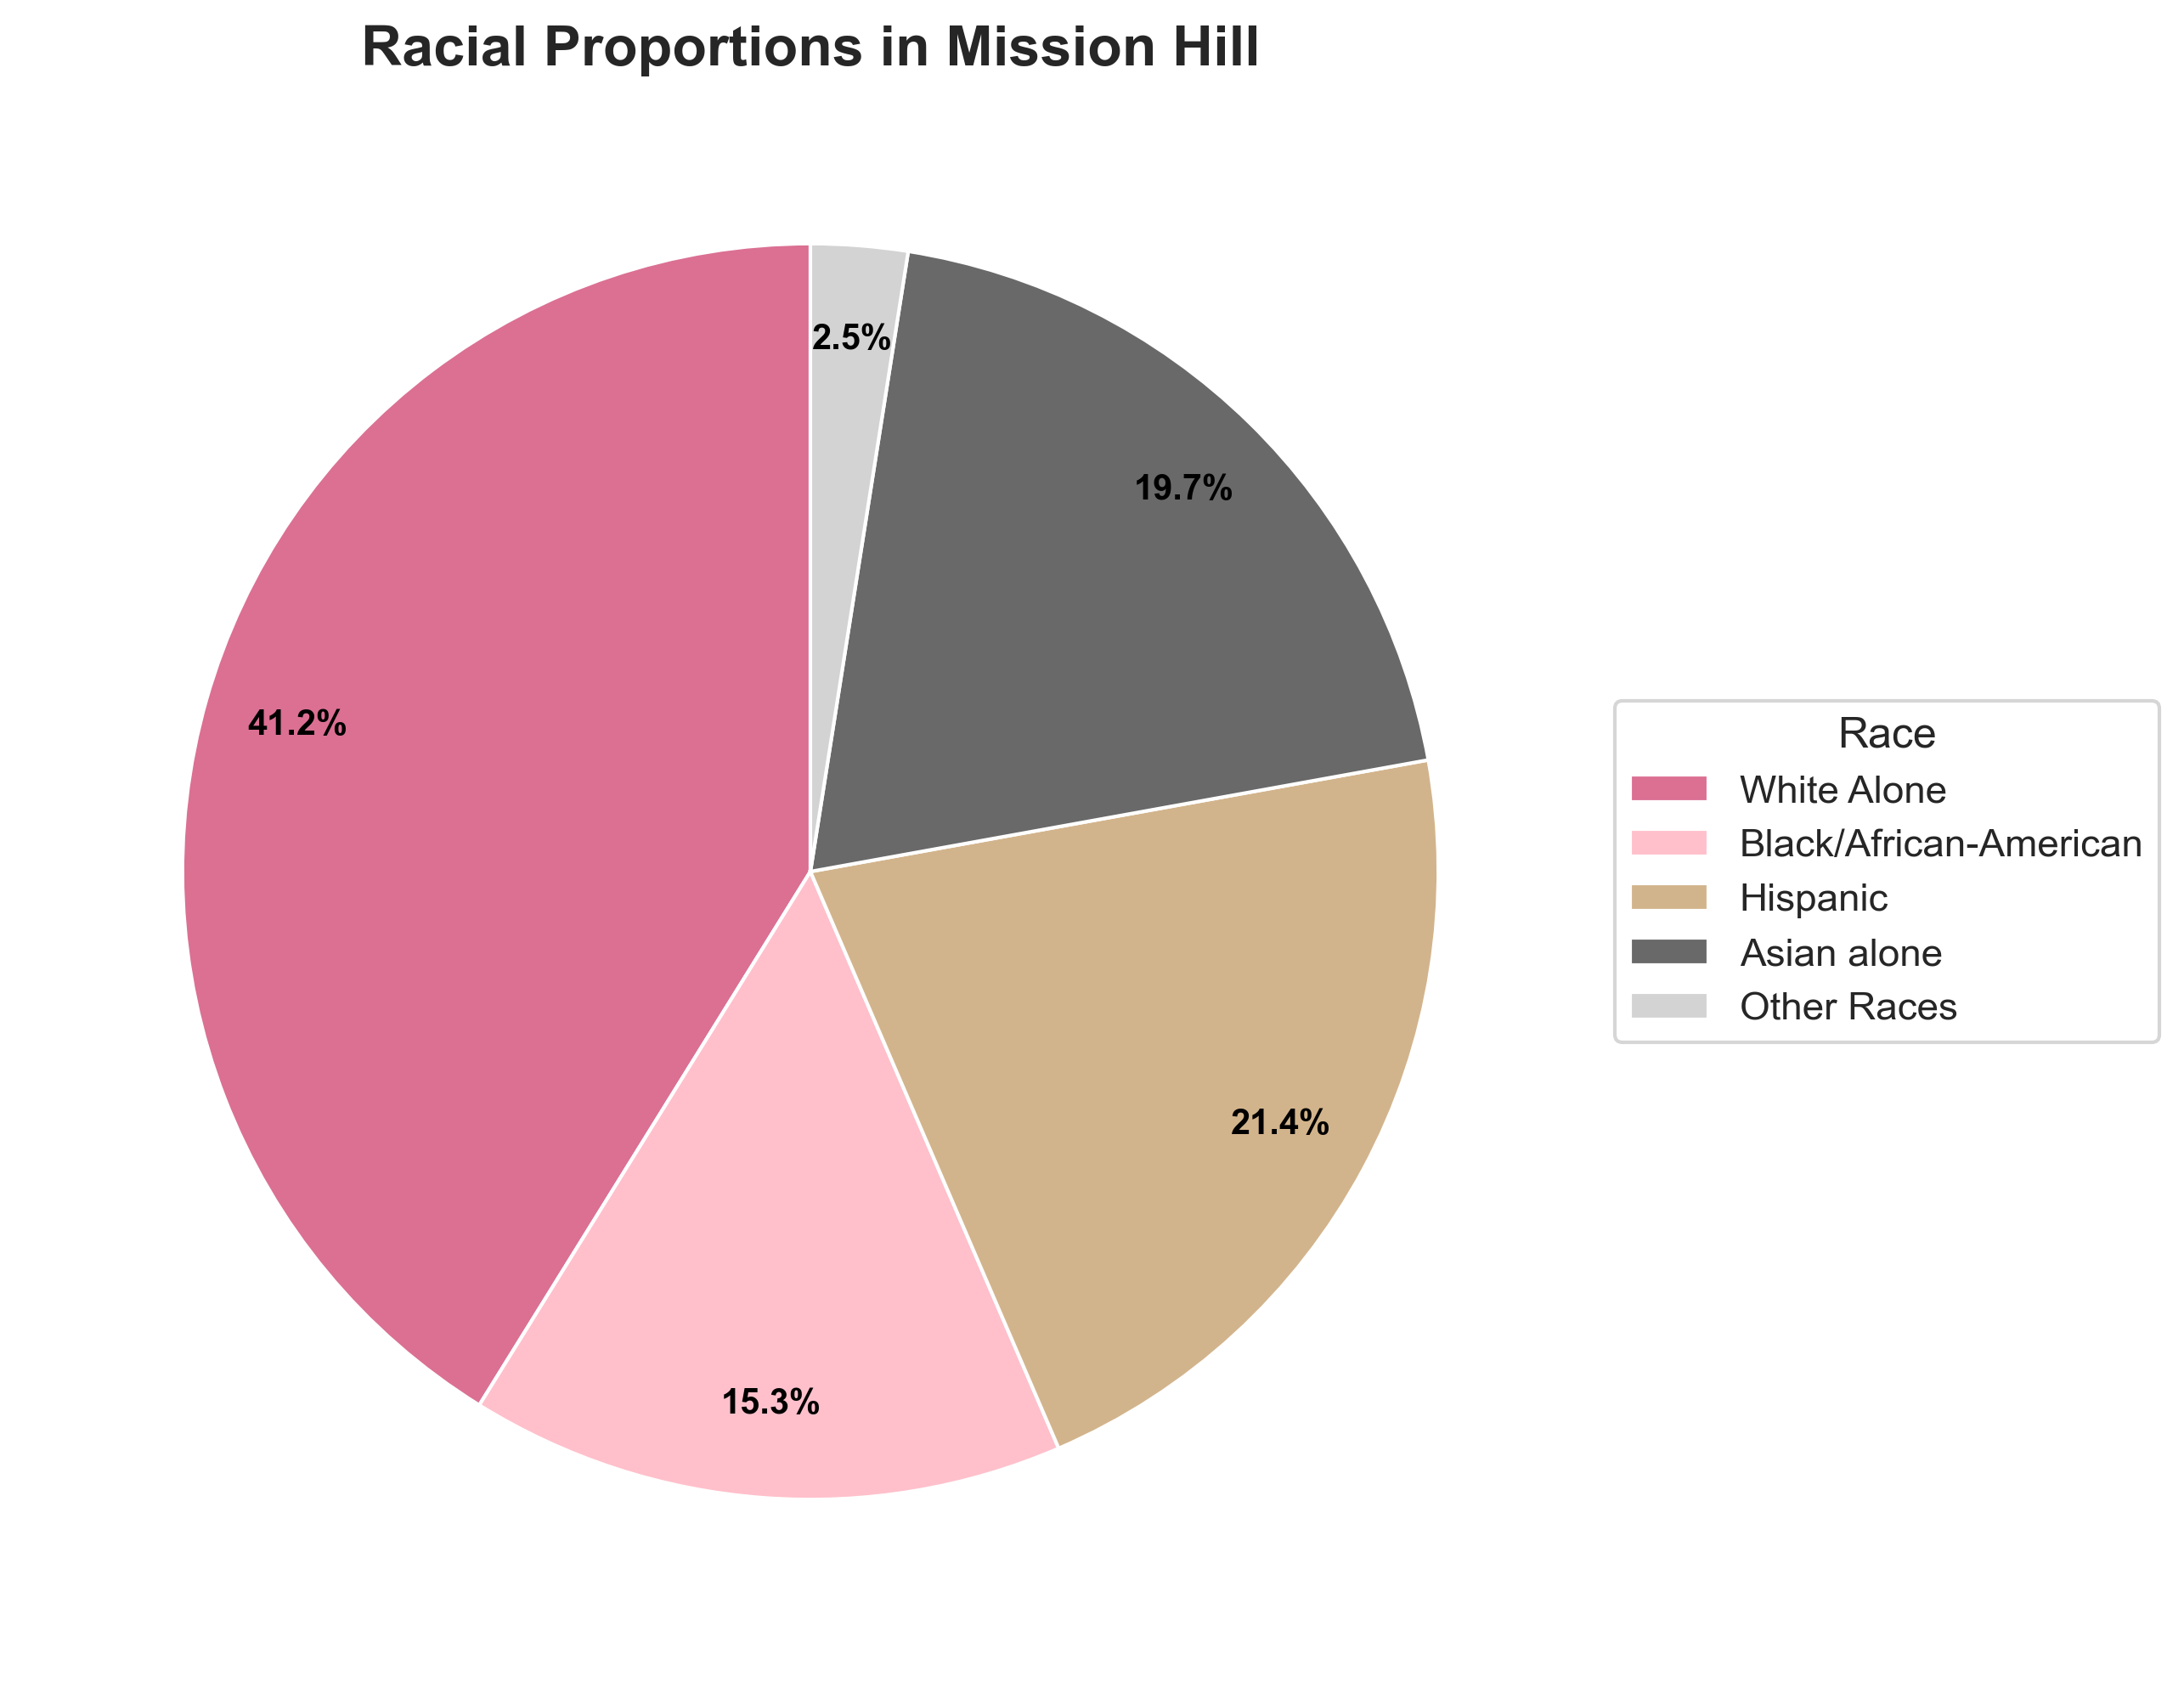 Racial Proportions in Mission Hill
2.5%
19.7%
41.2%
21.4%
15.3%
Race
White Alone
Black/African-American
Hispanic
Asian alone
Other Races